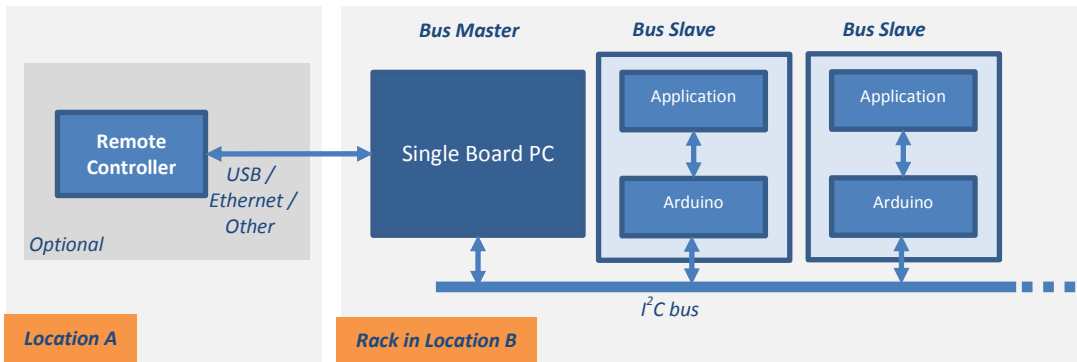 Bus Master
Bus Slave
Bus Slave
Remote
Controller
USB /
Ethernet /
Other
Optional
Single Board PC
Application
Arduino
Application
Arduino
I²C bus
Location A
Rack in Location B